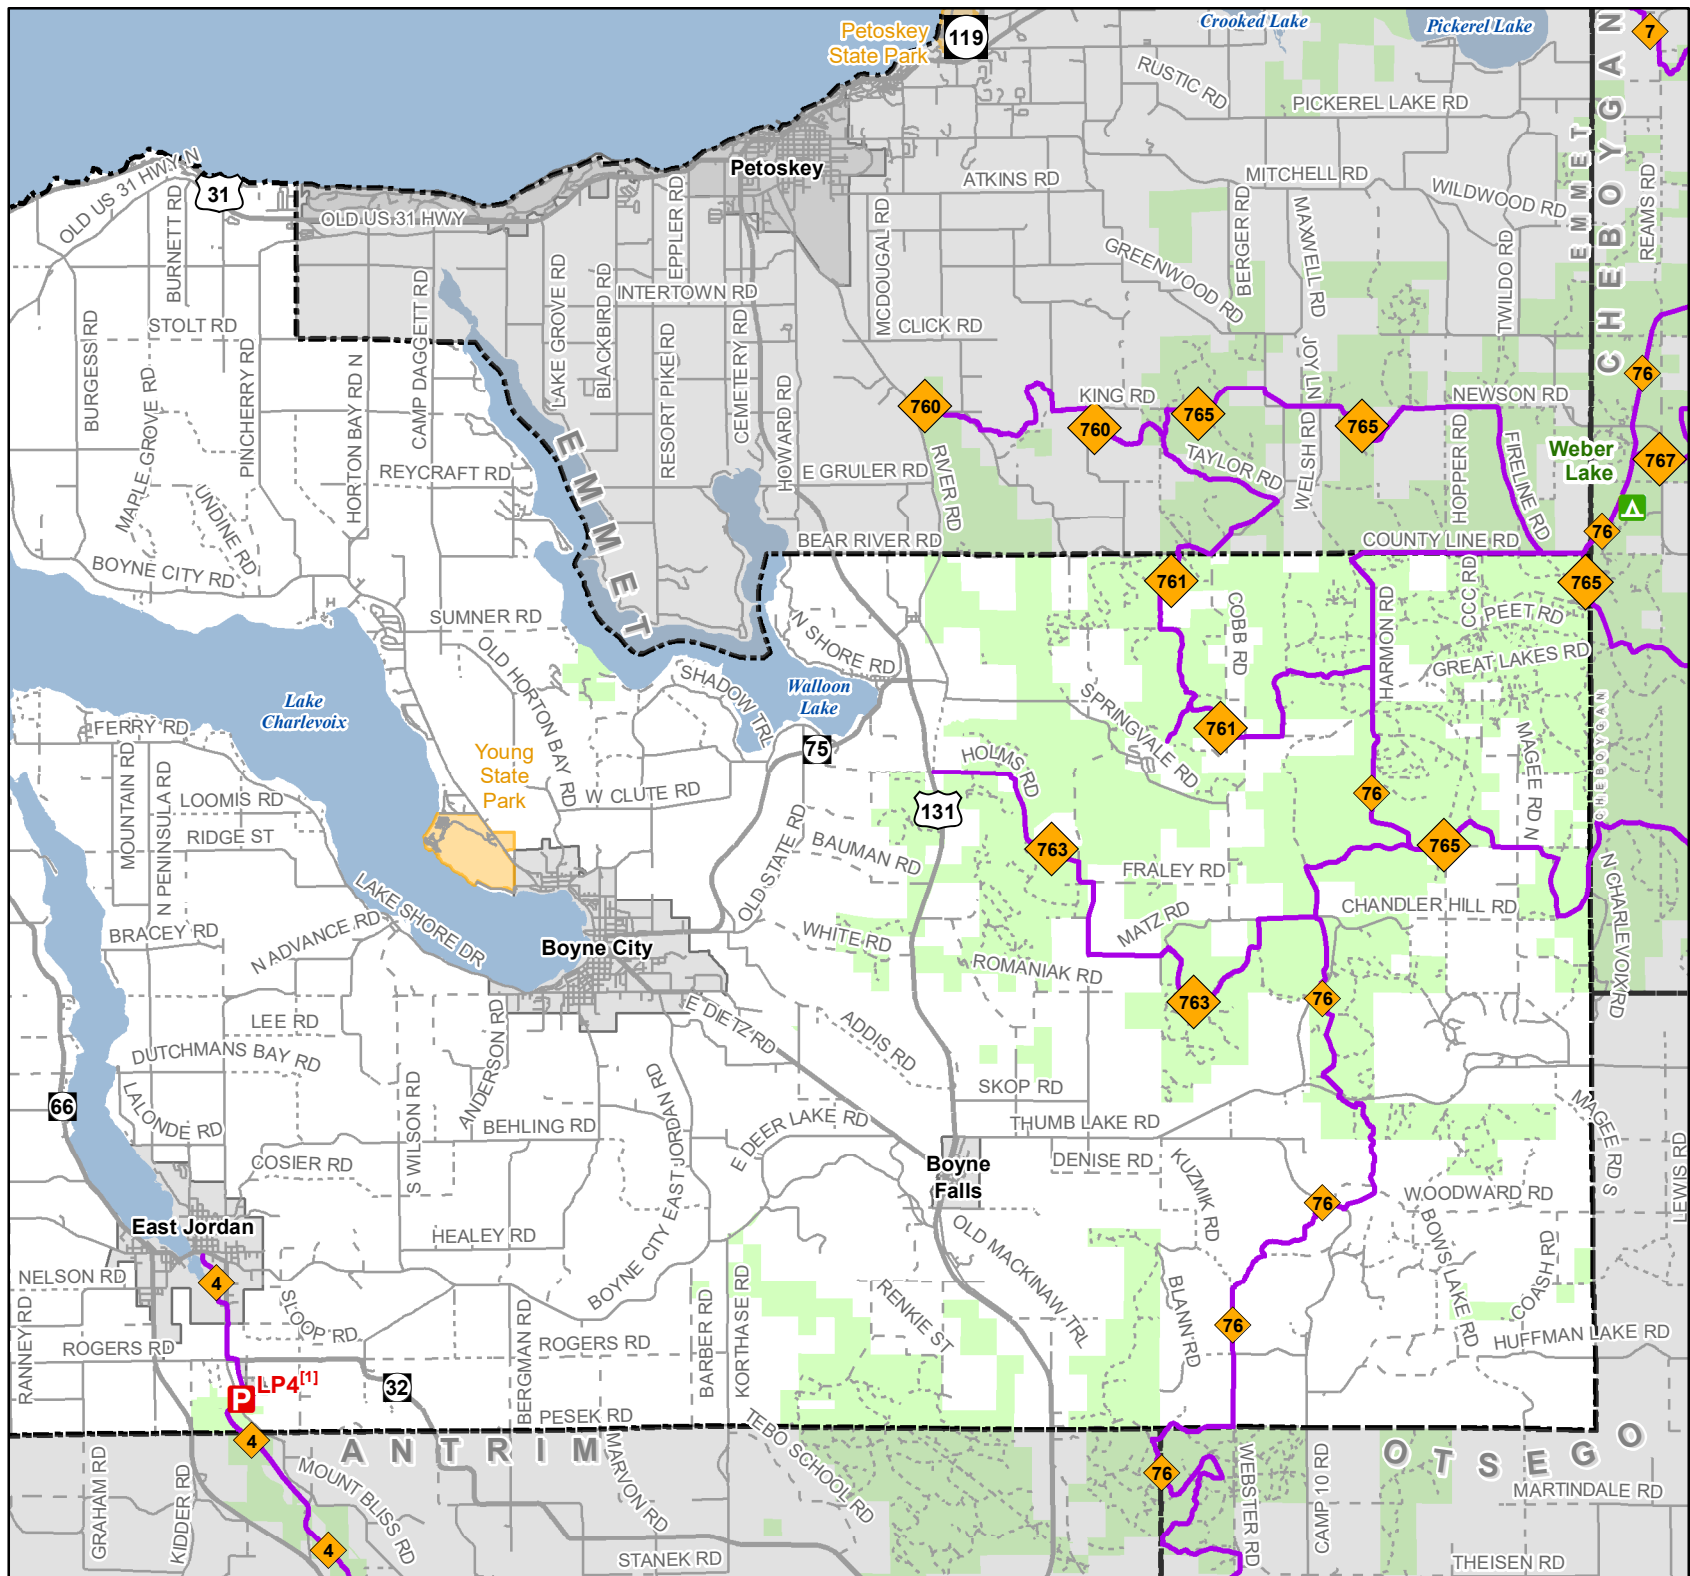 Petoskey
State Park
119
Crooked Lake
Pickerel Lake
7
RUSTIC RD
PICKEREL LAKE RD
CHEBOYGAN
EMMET
OLD US 31 HWY N
31
BURNETT RD
OLD US 31 HWY
Petoskey
EPPLER RD
ATKINS RD
MITCHELL RD
WILDWOOD RD
REAMS RD
MCDOUGAL RD
GREENWOOD RD
BERGER RD
MAXWELL RD
TWILDO RD
INTERTOWN RD
STOLT RD
BURGESS RD
MAPLE GROVE RD
PINCHERRY RD
HORTON BAY RD N
CAMP DAGGETT RD
LAKE GROVE RD
BLACKBIRD RD
RESORT PIKE RD
CEMETERY RD
HOWARD RD
CLICK RD
JOY LN
76
760
KING RD
760
765
765
NEWSON RD
Weber
Lake
767
EMMET
REYCRAFT RD
UNDINE RD
E GRULER RD
RIVER RD
TAYLOR RD
WELSH RD
HOPPER RD
FIRELINE RD
76
BEAR RIVER RD
COUNTY LINE RD
BOYNE CITY RD
761
765
SUMNER RD
OLD HORTON BAY RD
N SHORE RD
COBB RD
HARMON RD
CCC RD
PEET RD
GREAT LAKES RD
SHADOW TRL
Walloon
Lake
Lake
Charlevoix
SPRINGVALE RD
761
CHEBOYGAN
FERRY RD
MOUNTAIN RD
N PENINSULA RD
75
HOLMS RD
MAGEE RD N
Young
State
Park
LOOMIS RD
RIDGE ST
W CLUTE RD
OLD STATE RD
131
76
763
765
BAUMAN RD
FRALEY RD
N CHARLEVOIX RD
LAKE SHORE DR
MATZ RD
CHANDLER HILL RD
BRACEY RD
N ADVANCE RD
Boyne City
WHITE RD
ROMANIAK RD
763
76
LEE RD
ANDERSON RD
E DIETZ RD
ADDIS RD
DUTCHMANS BAY RD
S WILSON RD
BOYNE CITY EAST JORDAN RD
SKOP RD
66
LALONDE RD
BEHLING RD
E DEER LAKE RD
THUMB LAKE RD
MAGEE RD S
COSIER RD
Boyne
Falls
DENISE RD
KUZMIK RD
76
WOODWARD RD
LEWIS RD
East Jordan
HEALEY RD
OLD MACKINAW TRL
BOWS LAKE RD
COASH RD
NELSON RD
4
SLOOP RD
KORTHASE RD
BARBER RD
RENKIE ST
BLANN RD
76
HUFFMAN LAKE RD
RANNEY RD
ROGERS RD
BERGMAN RD
ROGERS RD
P
LP4[1]
32
PESEK RD
4
ANTRIM
OTSEGO
GRAHAM RD
KIDDER RD
MOUNT BLISS RD
MARVON RD
TEBO SCHOOL RD
76
WEBSTER RD
CAMP 10 RD
MARTINDALE RD
4
STANEK RD
THEISEN RD